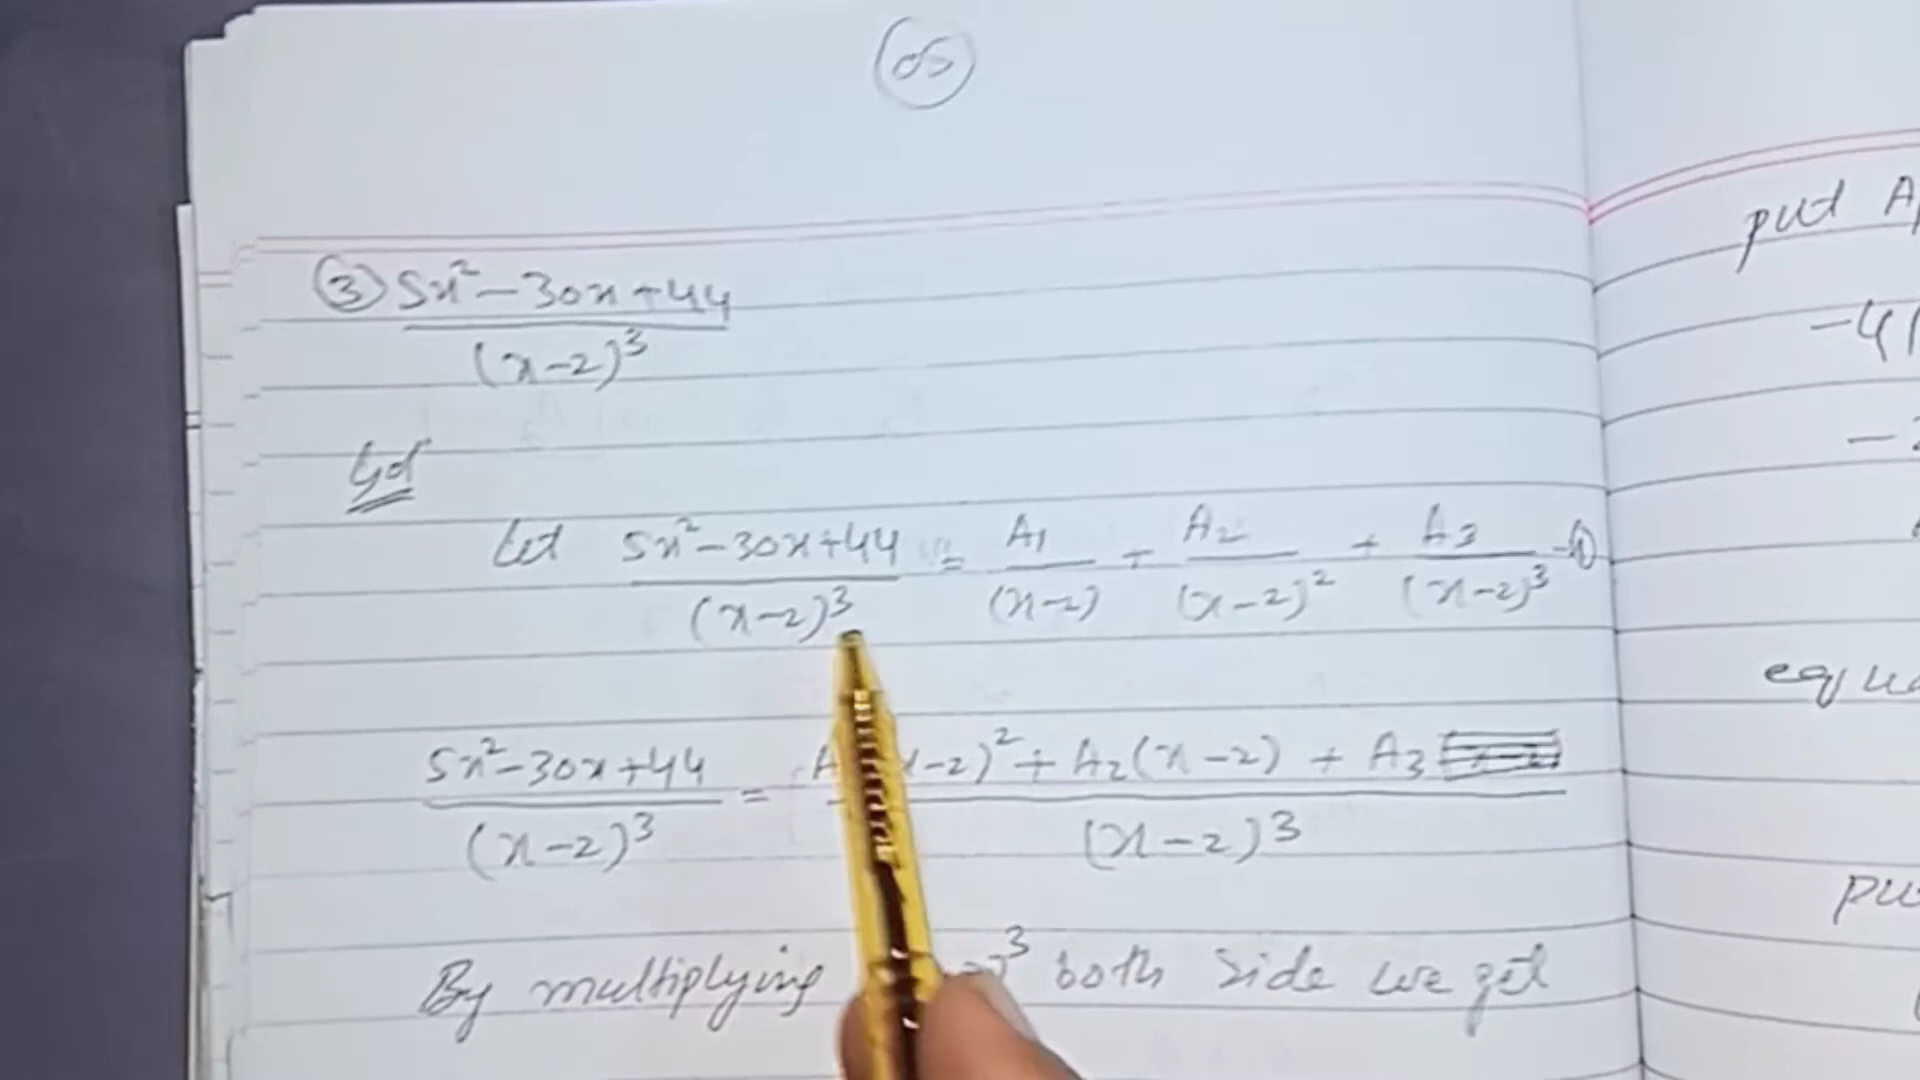 05
③ 5x²-30x+44
(x-2)³
Sol
Let 5x²-30x+44 = A₁ + A₂ + A₃ -①
(x-2)³ (x-2) (x-2)² (x-2)³
5x²-30x+44 = A -2)²+A₂(x-2) + A₃
(x-2)³ (x-2)³
By multiplying ³ both side we get
put A
-4(
-2
equa
pu